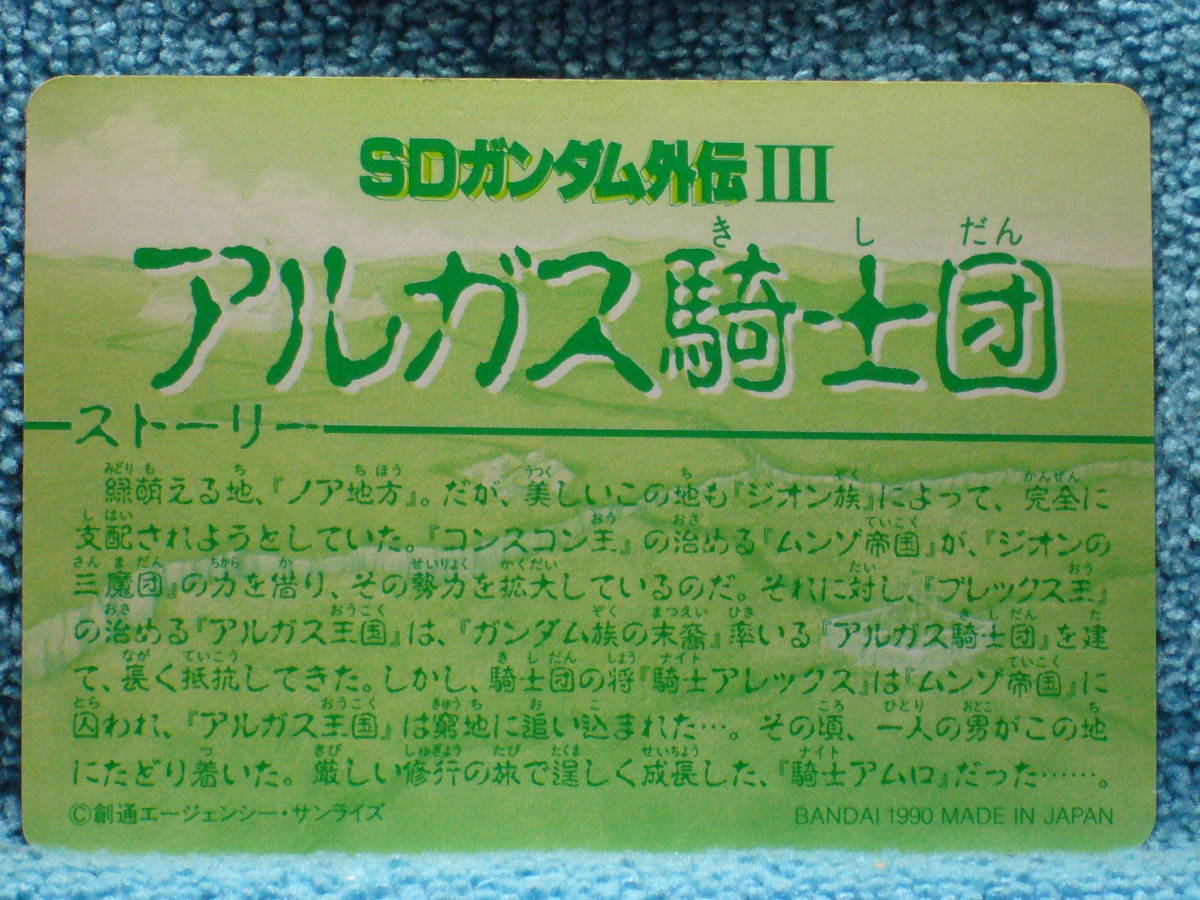 SDガンダム外伝III
アルガス騎士団
きしだん
ストーリー
緑萌える地、『ノア地方』。だが、美しいこの地も『ジオン族』によって、完全に
支配されようとしていた。『コンスコン王』の治める『ムンゾ帝国』が、『ジオンの
三魔団』の力を借り、その勢力を拡大しているのだ。それに対し、『ブレックス王』
の治める『アルガス王国』は、『ガンダム族の末裔』率いる『アルガス騎士団』を建
て、長く抵抗してきた。しかし、騎士団の将『騎士アレックス』は『ムンゾ帝国』に
囚われ、『アルガス王国』は窮地に追い込まれた…。その頃、一人の男がこの地
にたどり着いた。厳しい修行の旅で逞しく成長した、『騎士アムロ』だった……。
©創通エージェンシー・サンライズ
BANDAI 1990 MADE IN JAPAN